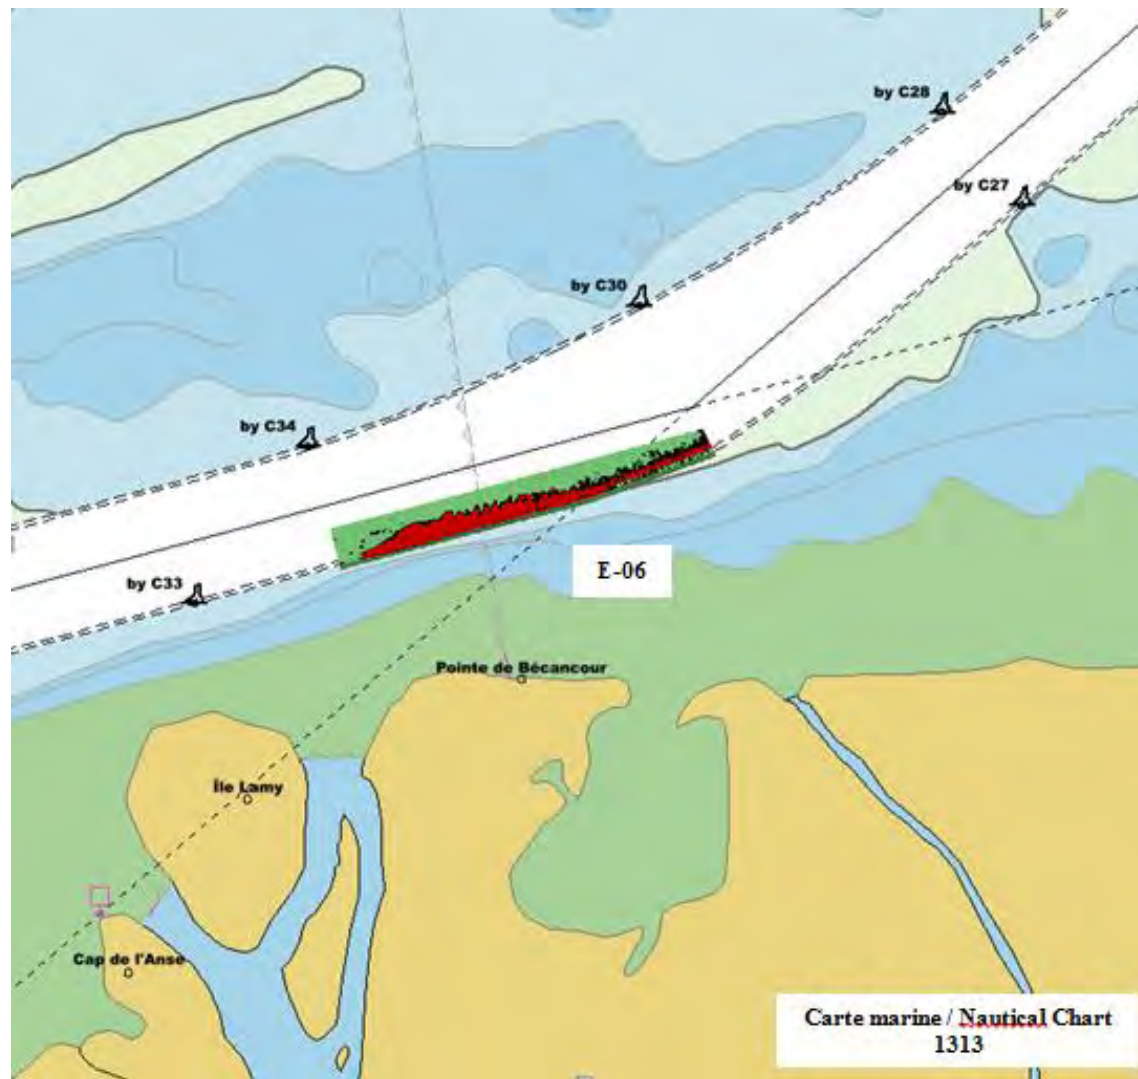 by C28
by C27
by C30
by C34
by C33
E-06
Pointe de Bécancour
Île Lamy
Cap de l'Anse
Carte marine / Nautical Chart
1313